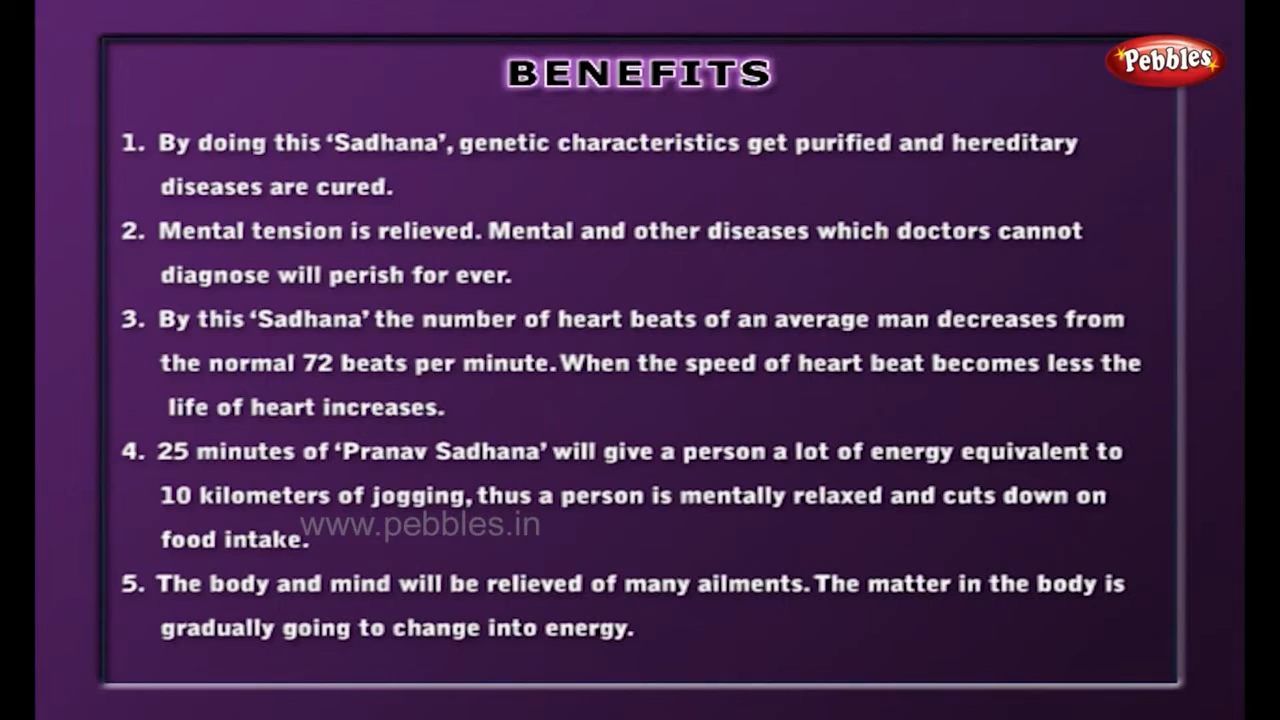 BENEFITS
Pebbles
1. By doing this ‘Sadhana’, genetic characteristics get purified and hereditary
diseases are cured.
2. Mental tension is relieved. Mental and other diseases which doctors cannot
diagnose will perish for ever.
3. By this ‘Sadhana’ the number of heart beats of an average man decreases from
the normal 72 beats per minute. When the speed of heart beat becomes less the
life of heart increases.
4. 25 minutes of ‘Pranav Sadhana’ will give a person a lot of energy equivalent to
10 kilometers of jogging, thus a person is mentally relaxed and cuts down on
www.pebbles.in
food intake.
5. The body and mind will be relieved of many ailments. The matter in the body is
gradually going to change into energy.